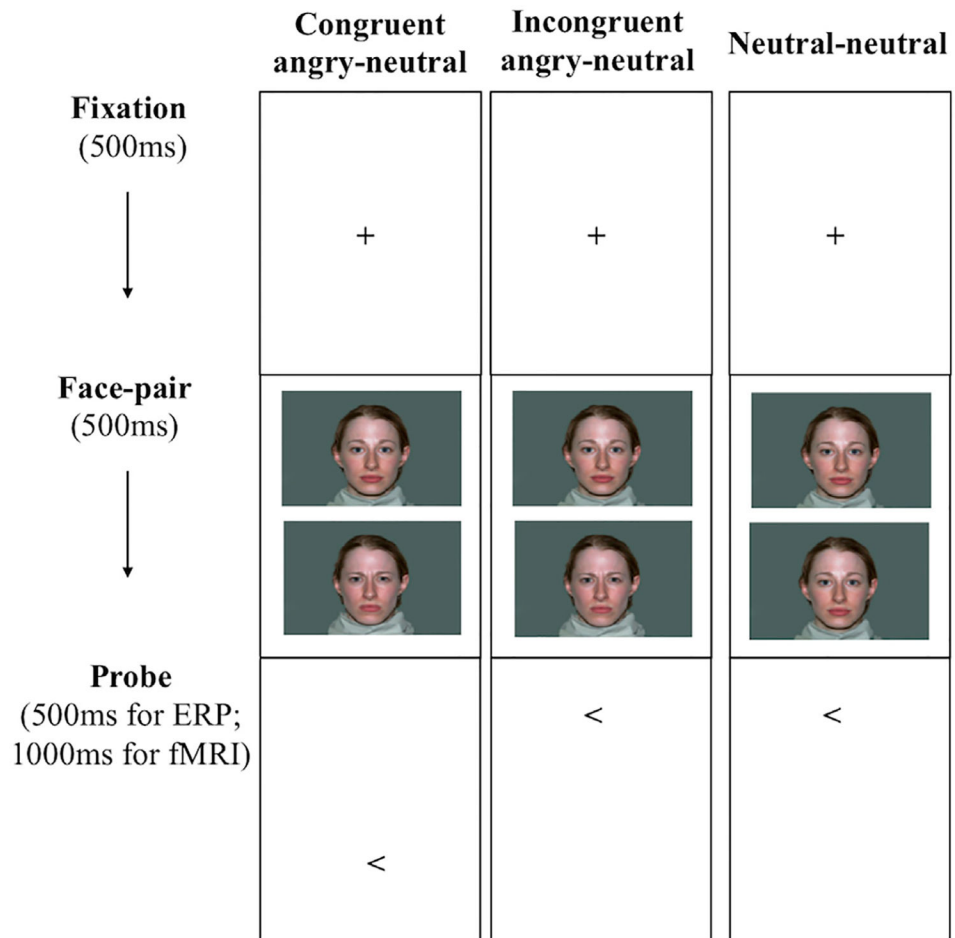 Congruent
angry-neutral
Incongruent
angry-neutral
Neutral-neutral
Fixation
(500ms)
+
+
+
Face-pair
(500ms)
Probe
(500ms for ERP;
1000ms for fMRI)
<
<
<